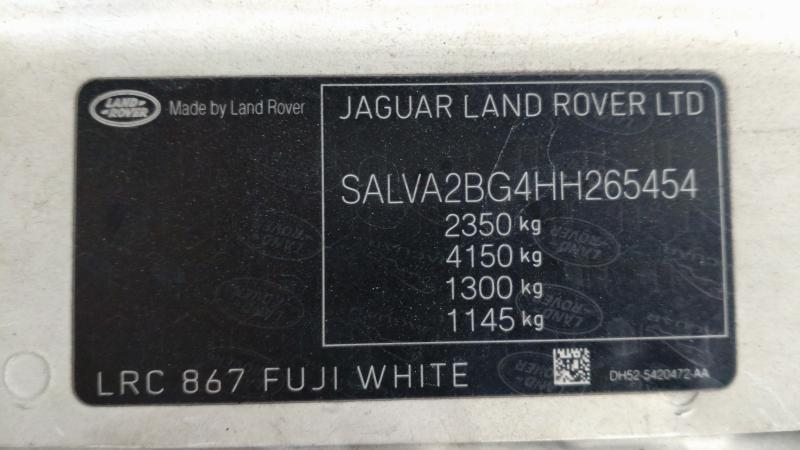 LAND ROVER
Made by Land Rover
JAGUAR LAND ROVER LTD
SALVA2BG4HH265454
2350 kg
4150 kg
1300 kg
1145 kg
LRC 867 FUJI WHITE
DH52-5420472-AA